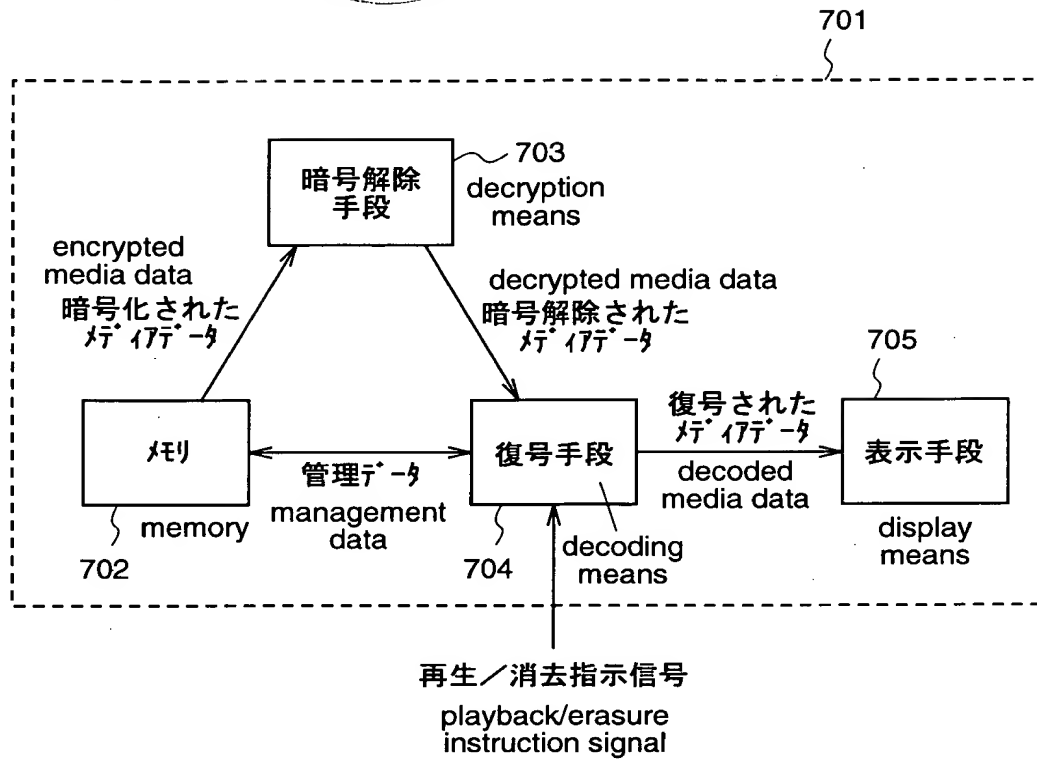 701
暗号解除
手段
703
decryption
means
encrypted
media data
暗号化された
ﾒﾃﾞｨｱﾃﾞｰﾀ
decrypted media data
暗号解除された
ﾒﾃﾞｨｱﾃﾞｰﾀ
ﾒﾓﾘ
702
memory
管理ﾃﾞｰﾀ
management
data
復号手段
704
decoding
means
復号された
ﾒﾃﾞｨｱﾃﾞｰﾀ
decoded
media data
705
表示手段
display
means
再生／消去指示信号
playback/erasure
instruction signal